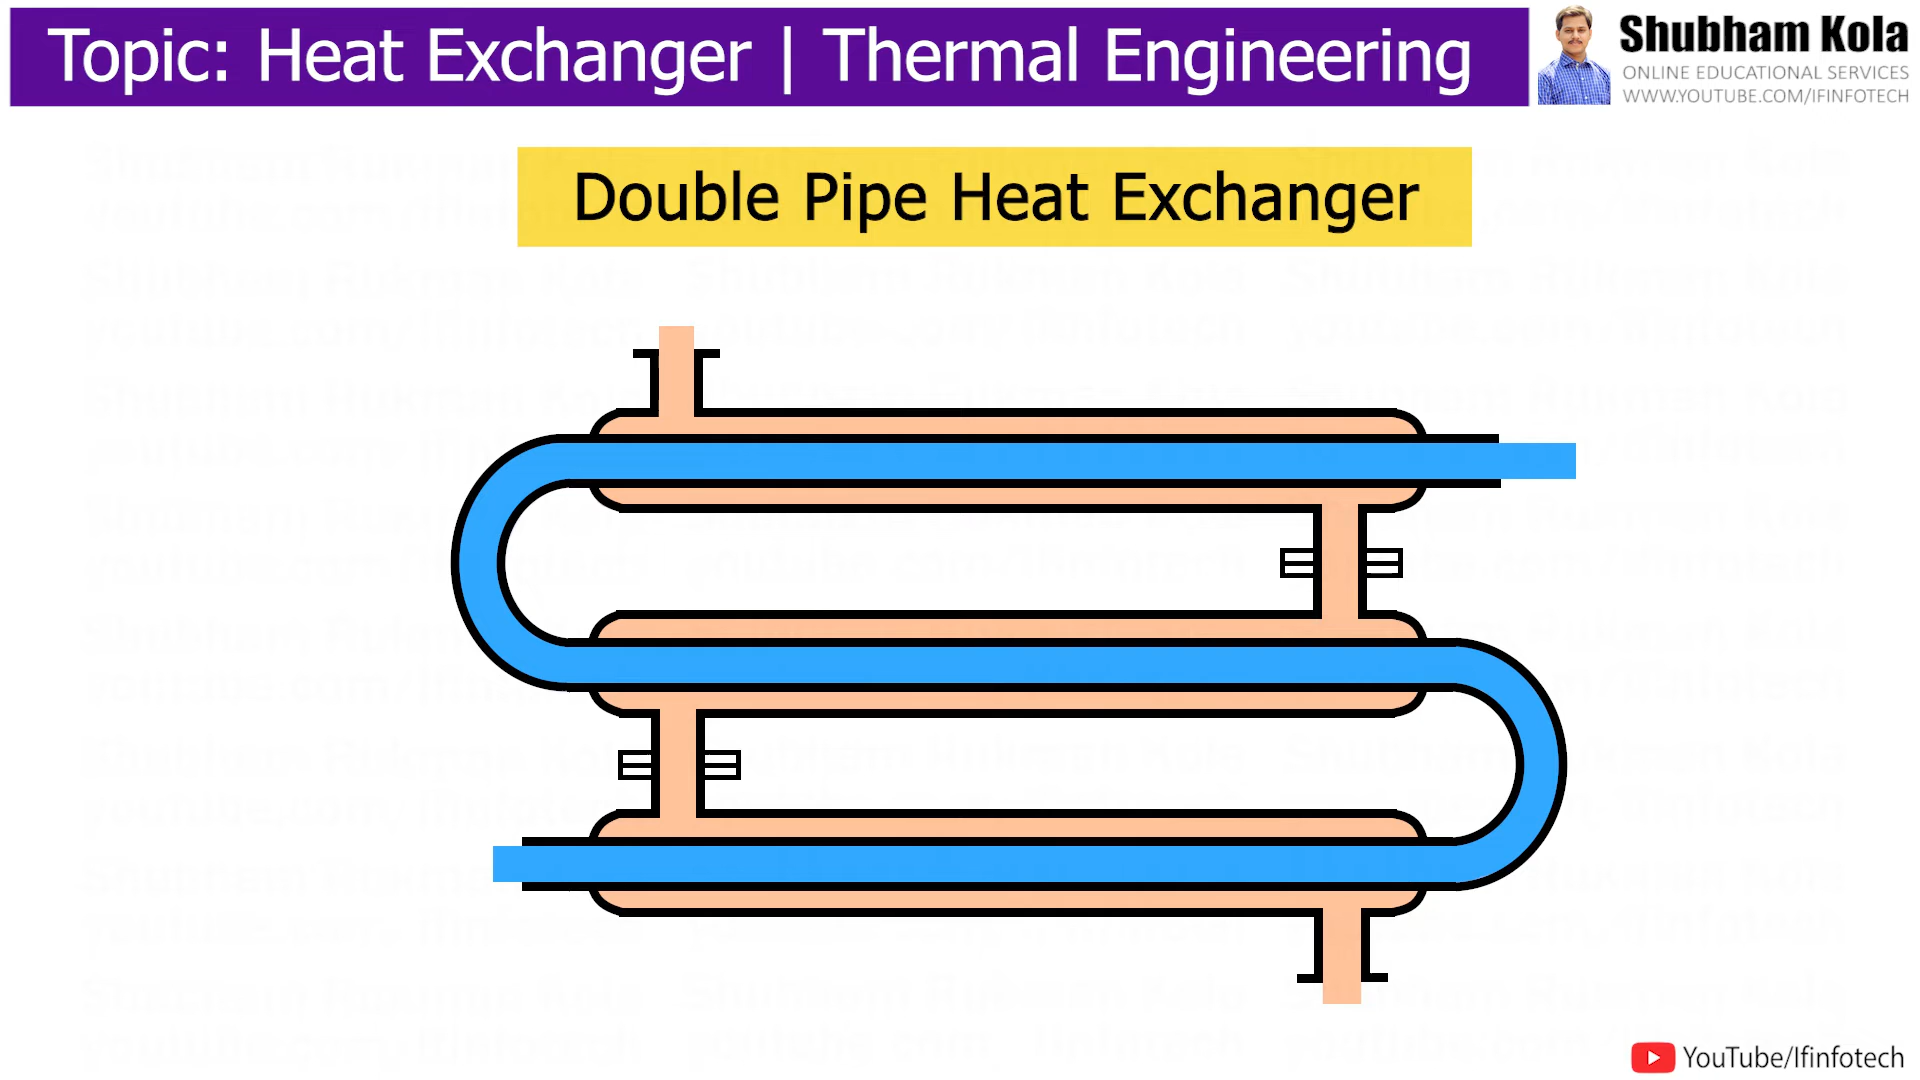 Topic: Heat Exchanger | Thermal Engineering
Shubham Kola
ONLINE EDUCATIONAL SERVICES
WWW.YOUTUBE.COM/IFINFOTECH
Double Pipe Heat Exchanger
YouTube/Ifinfotech